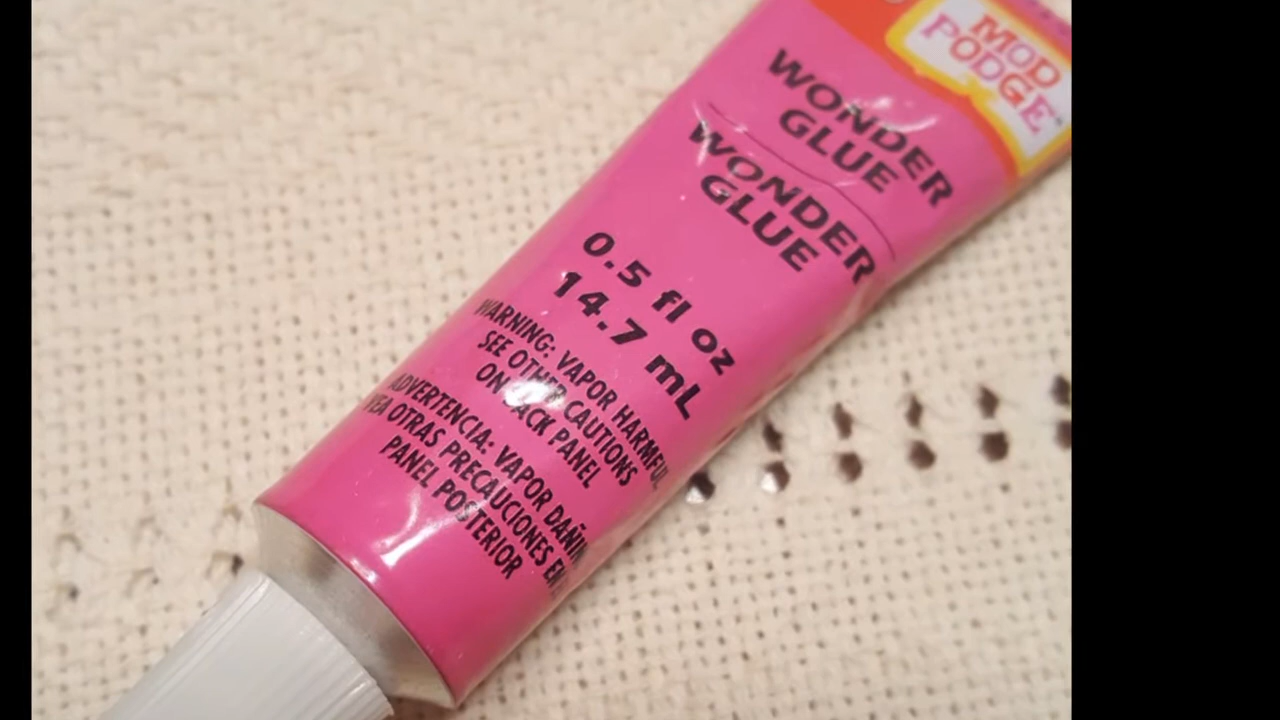 MOD
PODGE
WONDER
GLUE
WONDER
GLUE
0.5 fl oz
14.7 mL
WARNING: VAPOR HARMFUL
SEE OTHER CAUTIONS
ON BACK PANEL
ADVERTENCIA: VAPOR
VEA OTRAS PRECAUCIONES EN
PANEL POSTERIOR